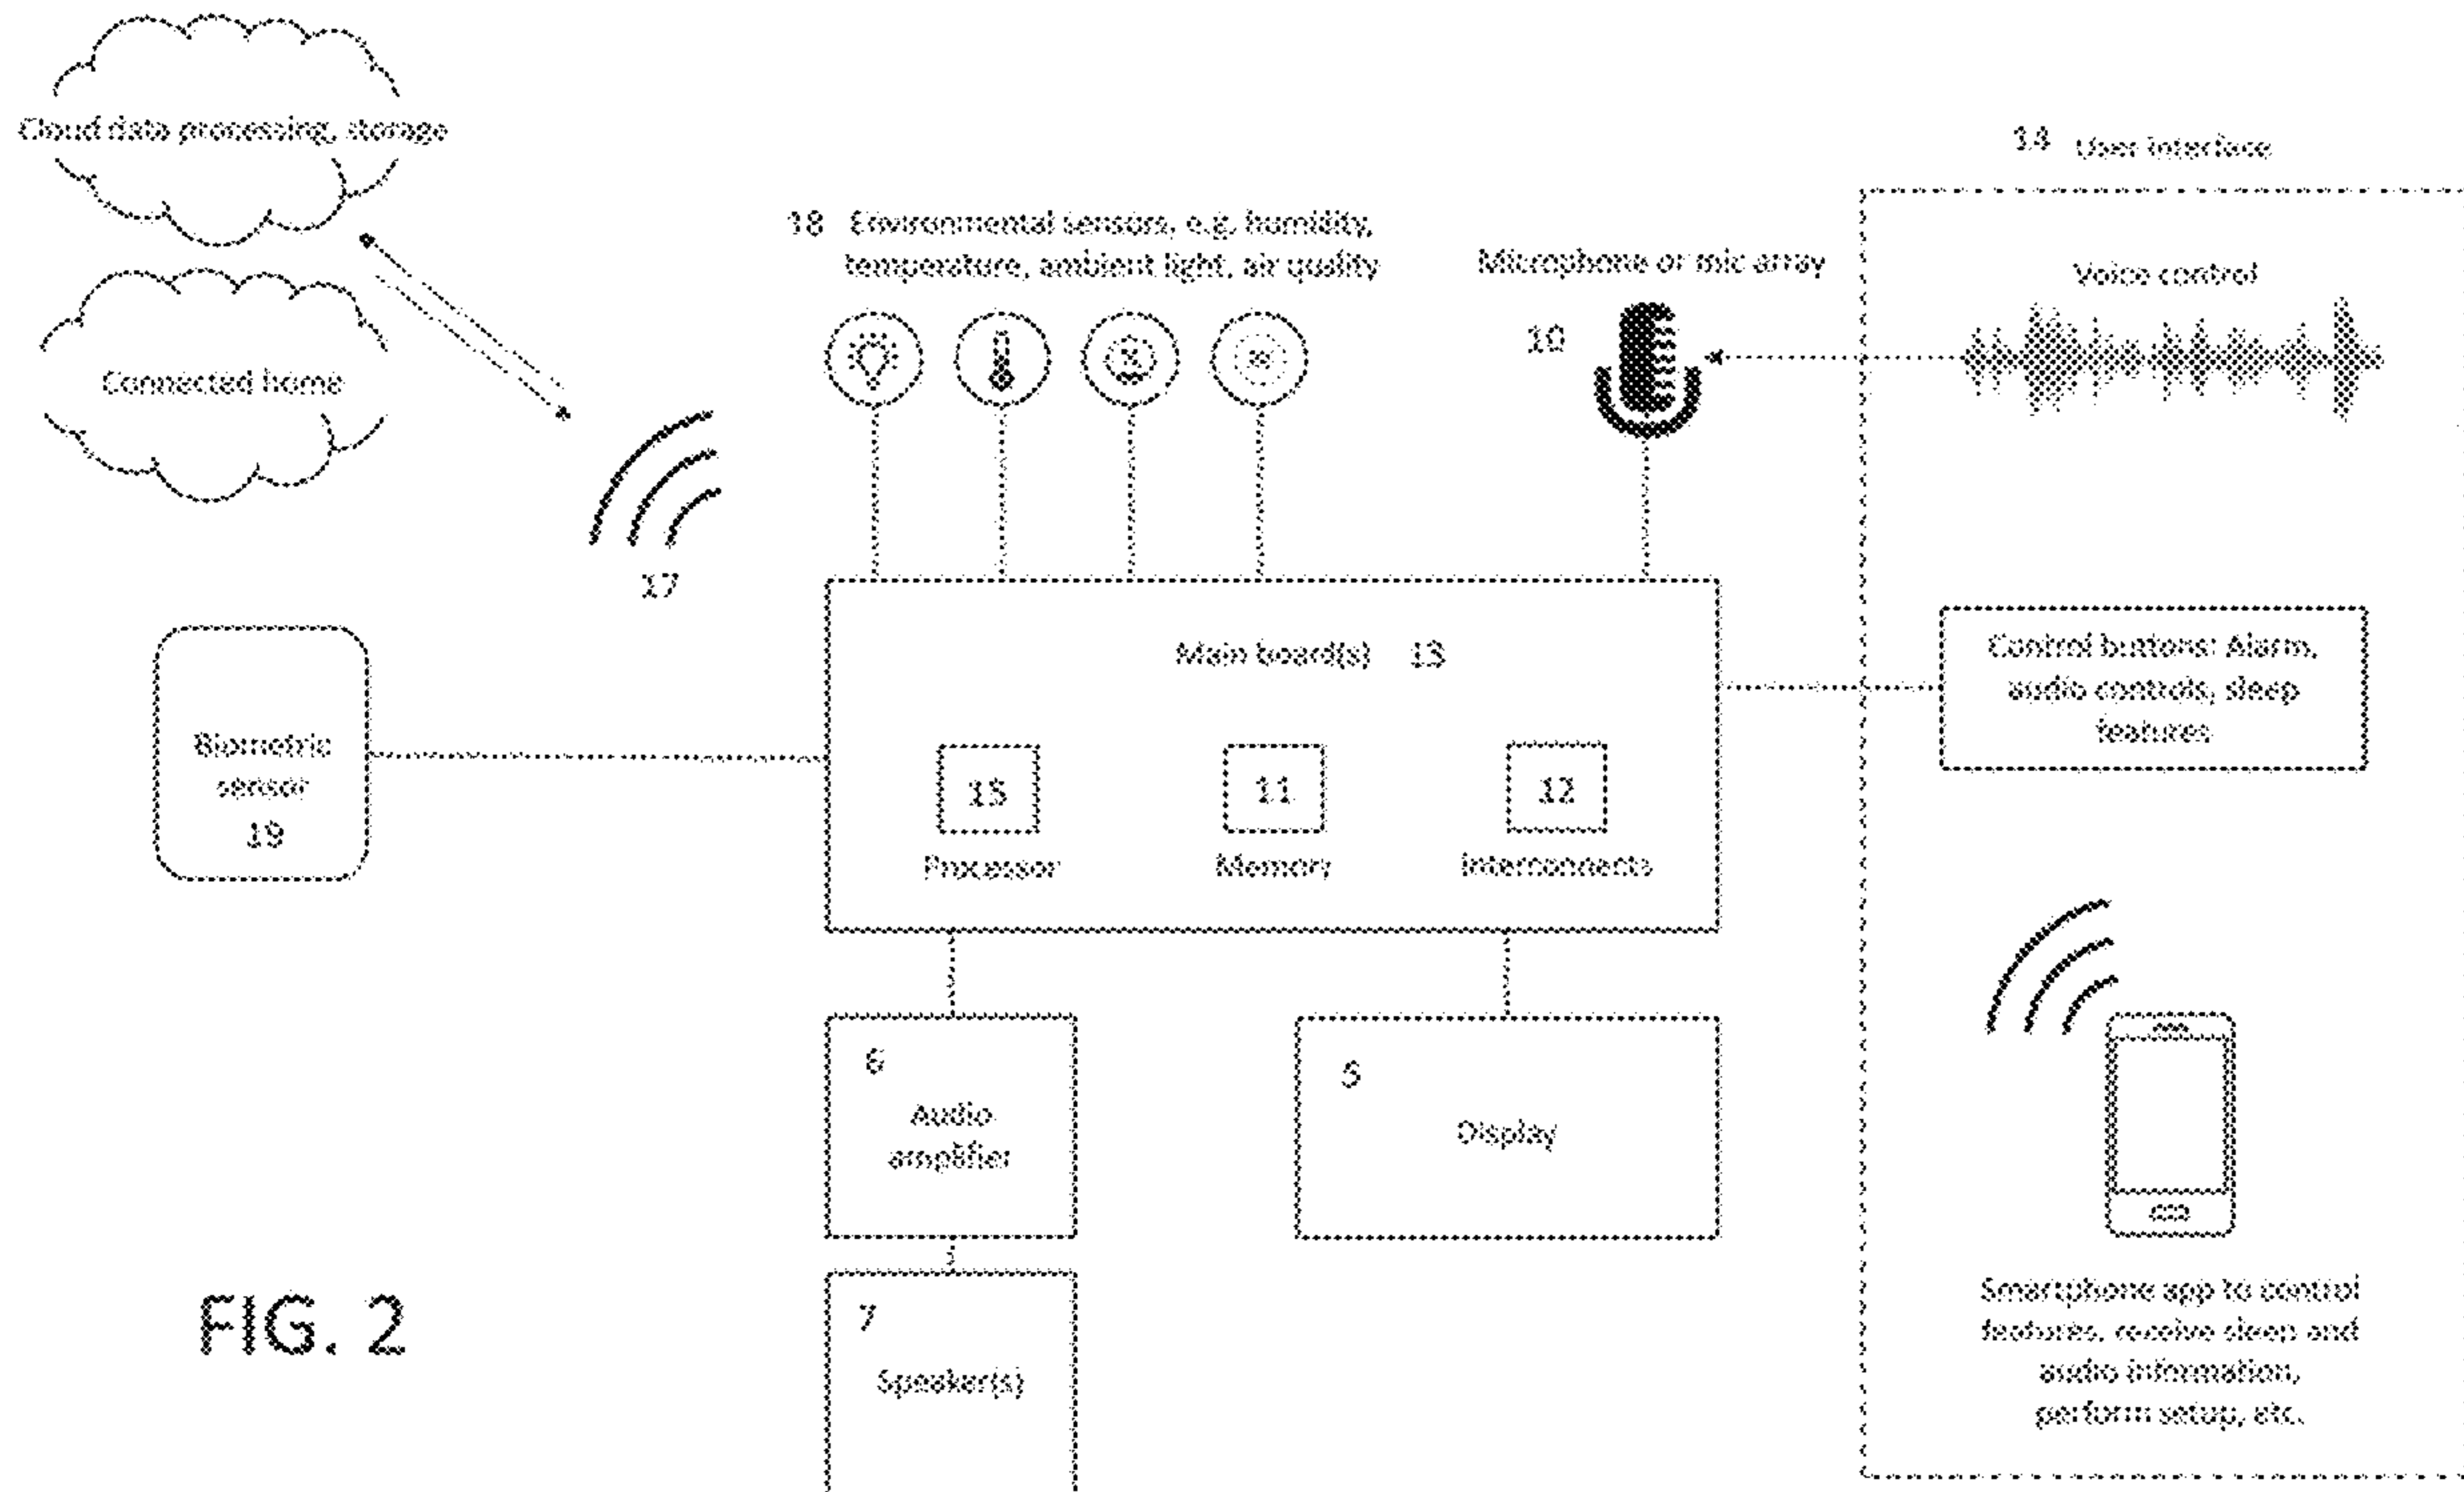 Cloud data processing, storage
Connected home
17
18 Environmental sensors, e.g. humidity,
temperature, ambient light, air quality
Microphone or mic array
10
14 User interface
Voice control
Biometric
sensor
19
Main board(s) 13
15
Processor
11
Memory
12
Interconnects
Control buttons: Alarm,
audio controls, sleep
features
6
Audio
amplifier
5
Display
7
Speaker(s)
Smartphone app to control
features, receive sleep and
audio information,
perform setup, etc.
FIG. 2